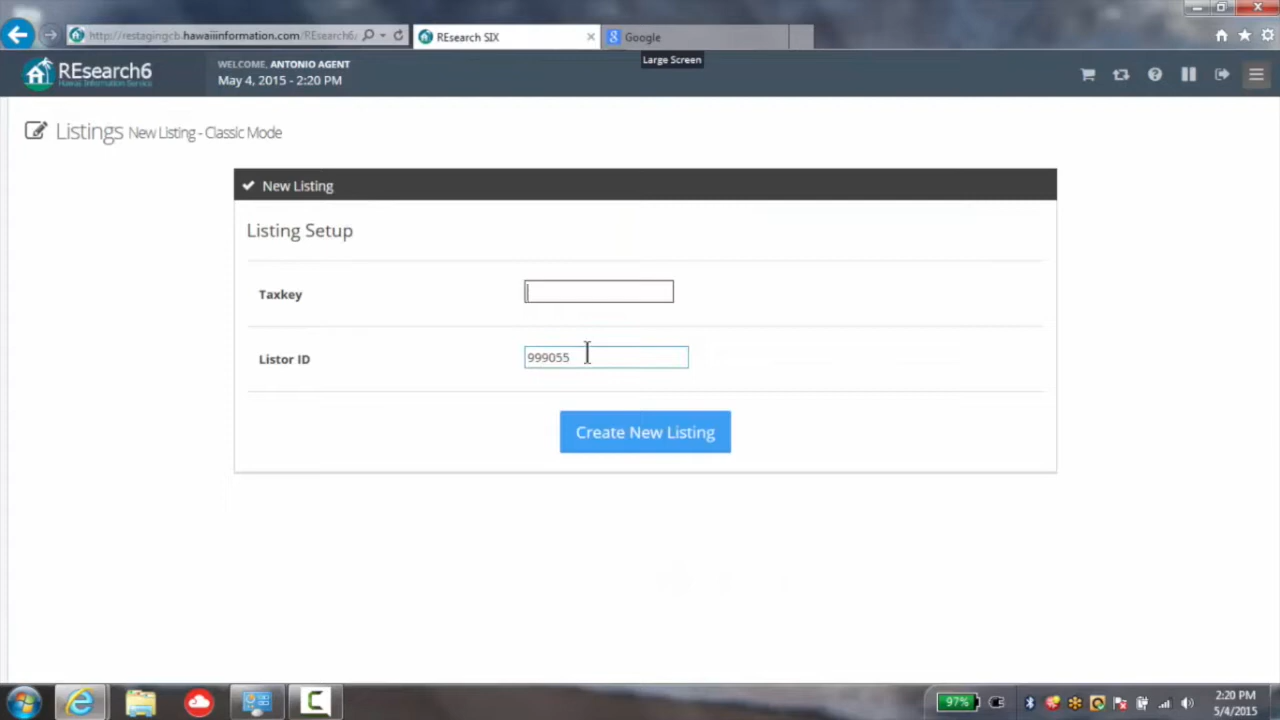 http://restagingcb.hawaiiinformation.com/REsearch6/
REsearch SIX
Google
Large Screen
REsearch6
Hawaii Information Service
WELCOME, ANTONIO AGENT
May 4, 2015 - 2:20 PM
Listings New Listing - Classic Mode
New Listing
Listing Setup
Taxkey
Listor ID
999055
Create New Listing
97%
2:20 PM
5/4/2015